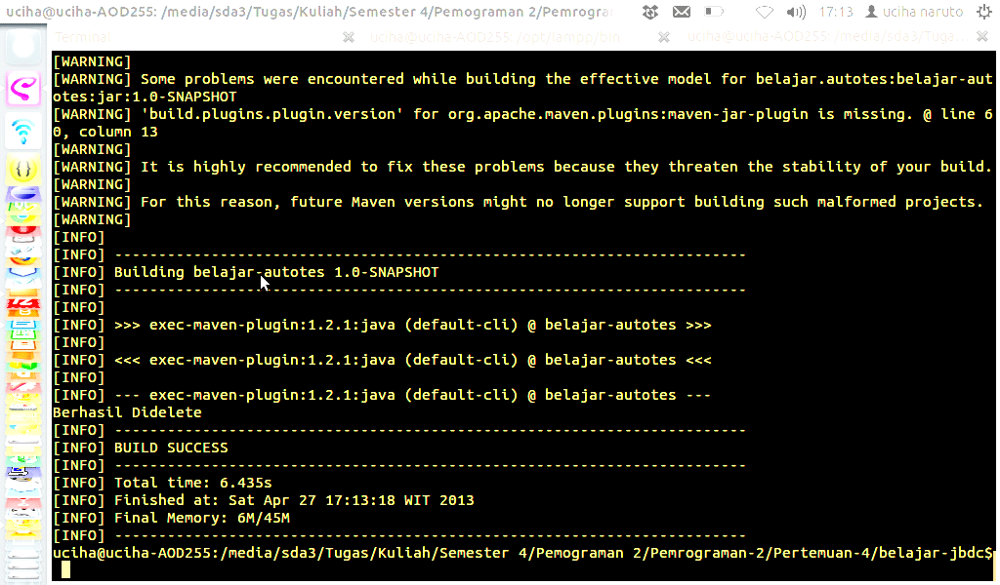 uciha@uciha-AOD255: /media/sda3/Tugas/Kuliah/Semester 4/Pemograman 2/Pemrogra
17:13 uciha naruto
Terminal uciha@uciha-AOD255: /opt/lampp/bin uciha@uciha-AOD255: /media/sda3/Tuga...
[WARNING]
[WARNING] Some problems were encountered while building the effective model for belajar.autotes:belajar-aut
otes:jar:1.0-SNAPSHOT
[WARNING] 'build.plugins.plugin.version' for org.apache.maven.plugins:maven-jar-plugin is missing. @ line 6
0, column 13
[WARNING]
[WARNING] It is highly recommended to fix these problems because they threaten the stability of your build.
[WARNING]
[WARNING] For this reason, future Maven versions might no longer support building such malformed projects.
[WARNING]
[INFO]
[INFO] ------------------------------------------------------------------------
[INFO] Building belajar-autotes 1.0-SNAPSHOT
[INFO] ------------------------------------------------------------------------
[INFO]
[INFO] >>> exec-maven-plugin:1.2.1:java (default-cli) @ belajar-autotes >>>
[INFO]
[INFO] <<< exec-maven-plugin:1.2.1:java (default-cli) @ belajar-autotes <<<
[INFO]
[INFO] --- exec-maven-plugin:1.2.1:java (default-cli) @ belajar-autotes ---
Berhasil Didelete
[INFO] ------------------------------------------------------------------------
[INFO] BUILD SUCCESS
[INFO] ------------------------------------------------------------------------
[INFO] Total time: 6.435s
[INFO] Finished at: Sat Apr 27 17:13:18 WIT 2013
[INFO] Final Memory: 6M/45M
[INFO] ------------------------------------------------------------------------
uciha@uciha-AOD255:/media/sda3/Tugas/Kuliah/Semester 4/Pemograman 2/Pemrograman-2/Pertemuan-4/belajar-jbdc$